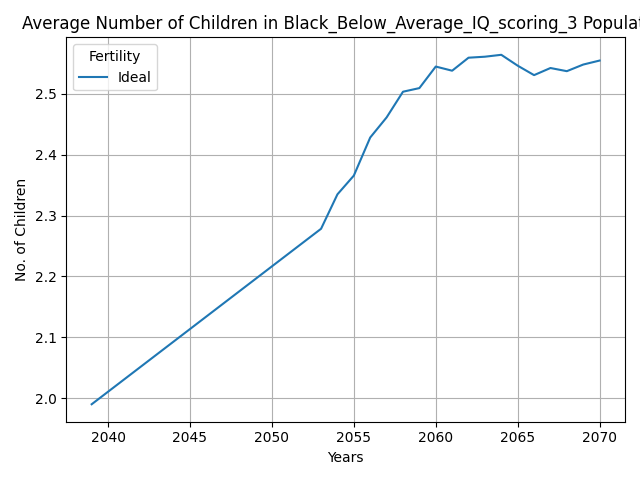 Average Number of Children in Black_Below_Average_IQ_scoring_3 Populat
Fertility
Ideal
No. of Children
2.5
2.4
2.3
2.2
2.1
2.0
2040 2045 2050 2055 2060 2065 2070
Years